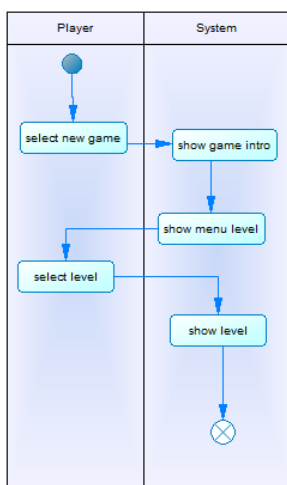 Player
System
select new game
show game intro
show menu level
select level
show level